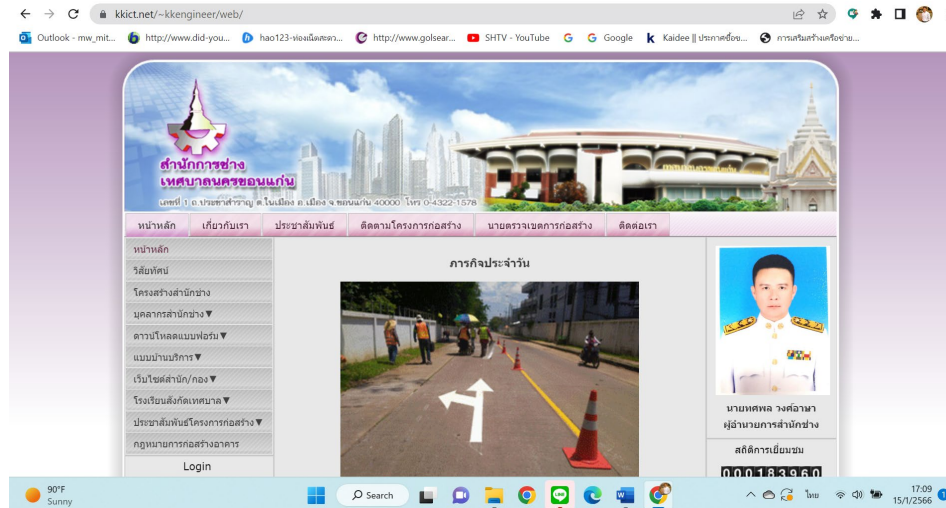 kkict.net/~kkengineer/web/
Outlook - mw_mit... http://www.did-you... hao123-ท่องเน็ตสะดว... http://www.golsear... SHTV - YouTube G Google Kaidee || ประกาศซื้อข... การเสริมสร้างเครือข่าย...
สำนักการช่าง
เทศบาลนครขอนแก่น
เลขที่ 1 ถ.ประชาสำราญ ต.ในเมือง อ.เมือง จ.ขอนแก่น 40000 โทร 0-4322-1578
หน้าหลัก เกี่ยวกับเรา ประชาสัมพันธ์ ติดตามโครงการก่อสร้าง นายตรวจเขตการก่อสร้าง ติดต่อเรา
หน้าหลัก
วิสัยทัศน์
โครงสร้างสำนักช่าง
บุคลากรสำนักช่าง▼
ดาวน์โหลดแบบฟอร์ม▼
แบบบ้านบริการ▼
เว็บไซต์สำนัก/กอง▼
โรงเรียนสังกัดเทศบาล▼
ประชาสัมพันธ์โครงการก่อสร้าง▼
กฎหมายการก่อสร้างอาคาร
Login
ภารกิจประจำวัน
นายทศพล วงศ์อาษา
ผู้อำนวยการสำนักช่าง
สถิติการเยี่ยมชม
000183960
90°F
Sunny
Search
ไทย
17:09
15/1/2566